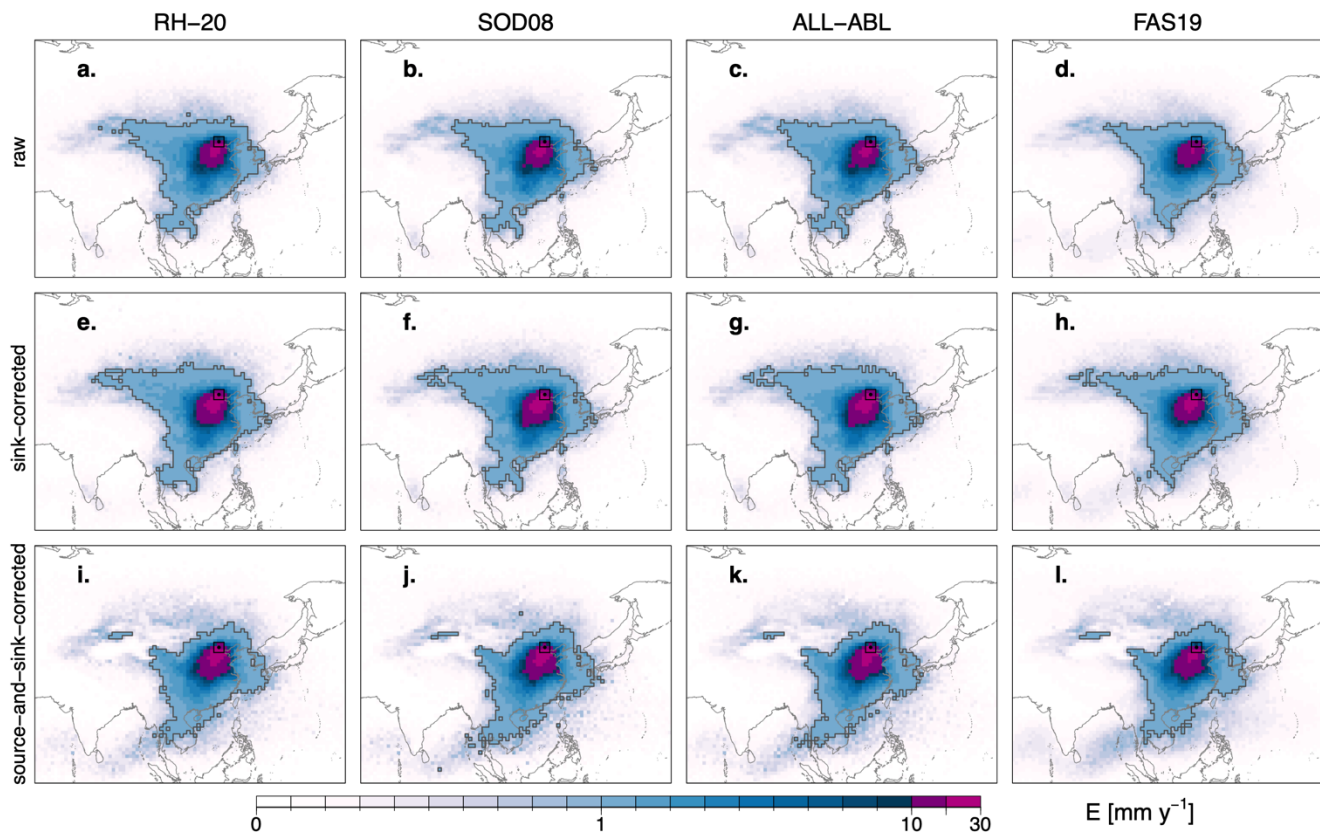 RH−20 SOD08 ALL−ABL FAS19
raw
a. b. c. d.
sink−corrected
e. f. g. h.
source−and−sink−corrected
i. j. k. l.
0 1 10 30
E [mm y⁻¹]